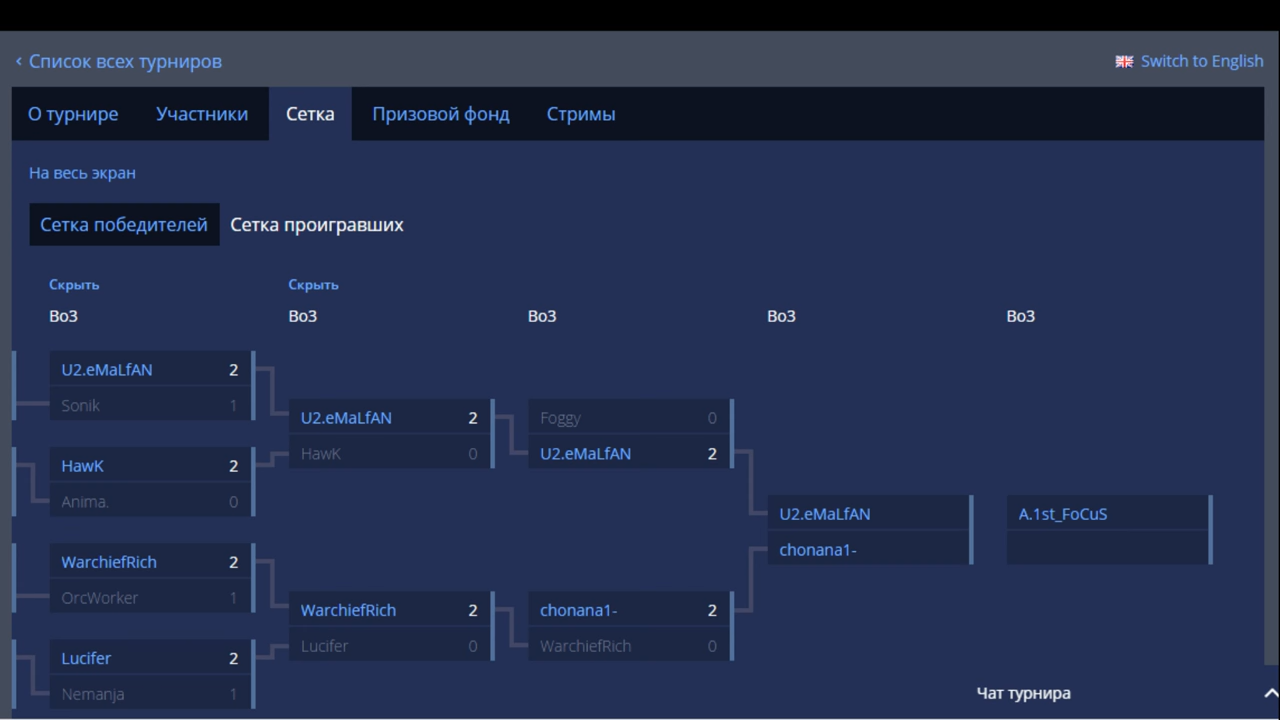 ‹ Список всех турниров
Switch to English
О турнире Участники Сетка Призовой фонд Стримы
На весь экран
Сетка победителей Сетка проигравших
Скрыть Скрыть
Bo3 Bo3 Bo3 Bo3 Bo3
U2.eMaLfAN 2
Sonik 1
U2.eMaLfAN 2 Foggy 0
HawK 0 U2.eMaLfAN 2
HawK 2
Anima. 0
U2.eMaLfAN A.1st_FoCuS
chonana1-
WarchiefRich 2
OrcWorker 1
WarchiefRich 2 chonana1- 2
Lucifer 0 WarchiefRich 0
Lucifer 2
Nemanja 1
Чат турнира